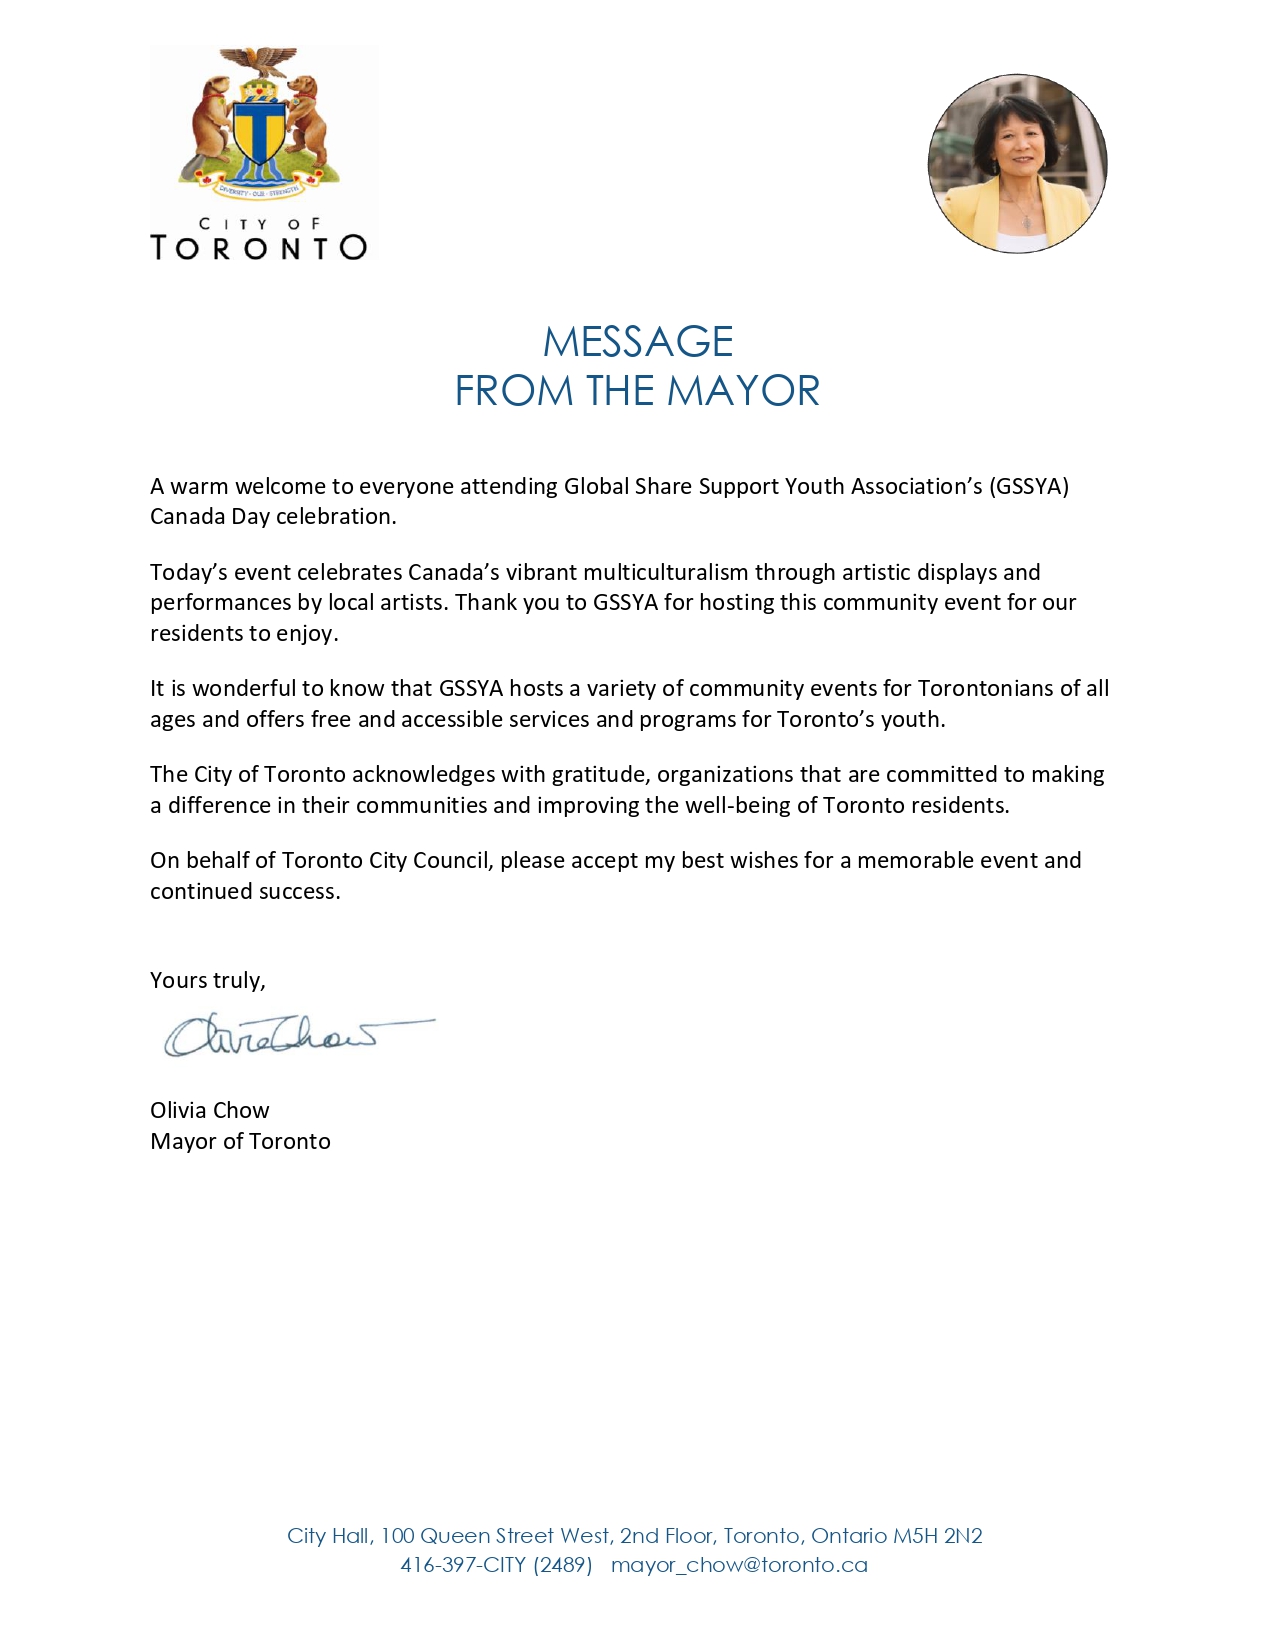 DIVERSITY · OUR · STRENGTH
CITY OF
TORONTO
MESSAGE
FROM THE MAYOR
A warm welcome to everyone attending Global Share Support Youth Association’s (GSSYA)
Canada Day celebration.
Today’s event celebrates Canada’s vibrant multiculturalism through artistic displays and
performances by local artists. Thank you to GSSYA for hosting this community event for our
residents to enjoy.
It is wonderful to know that GSSYA hosts a variety of community events for Torontonians of all
ages and offers free and accessible services and programs for Toronto’s youth.
The City of Toronto acknowledges with gratitude, organizations that are committed to making
a difference in their communities and improving the well-being of Toronto residents.
On behalf of Toronto City Council, please accept my best wishes for a memorable event and
continued success.
Yours truly,
Olivia Chow
Olivia Chow
Mayor of Toronto
City Hall, 100 Queen Street West, 2nd Floor, Toronto, Ontario M5H 2N2
416-397-CITY (2489) mayor_chow@toronto.ca